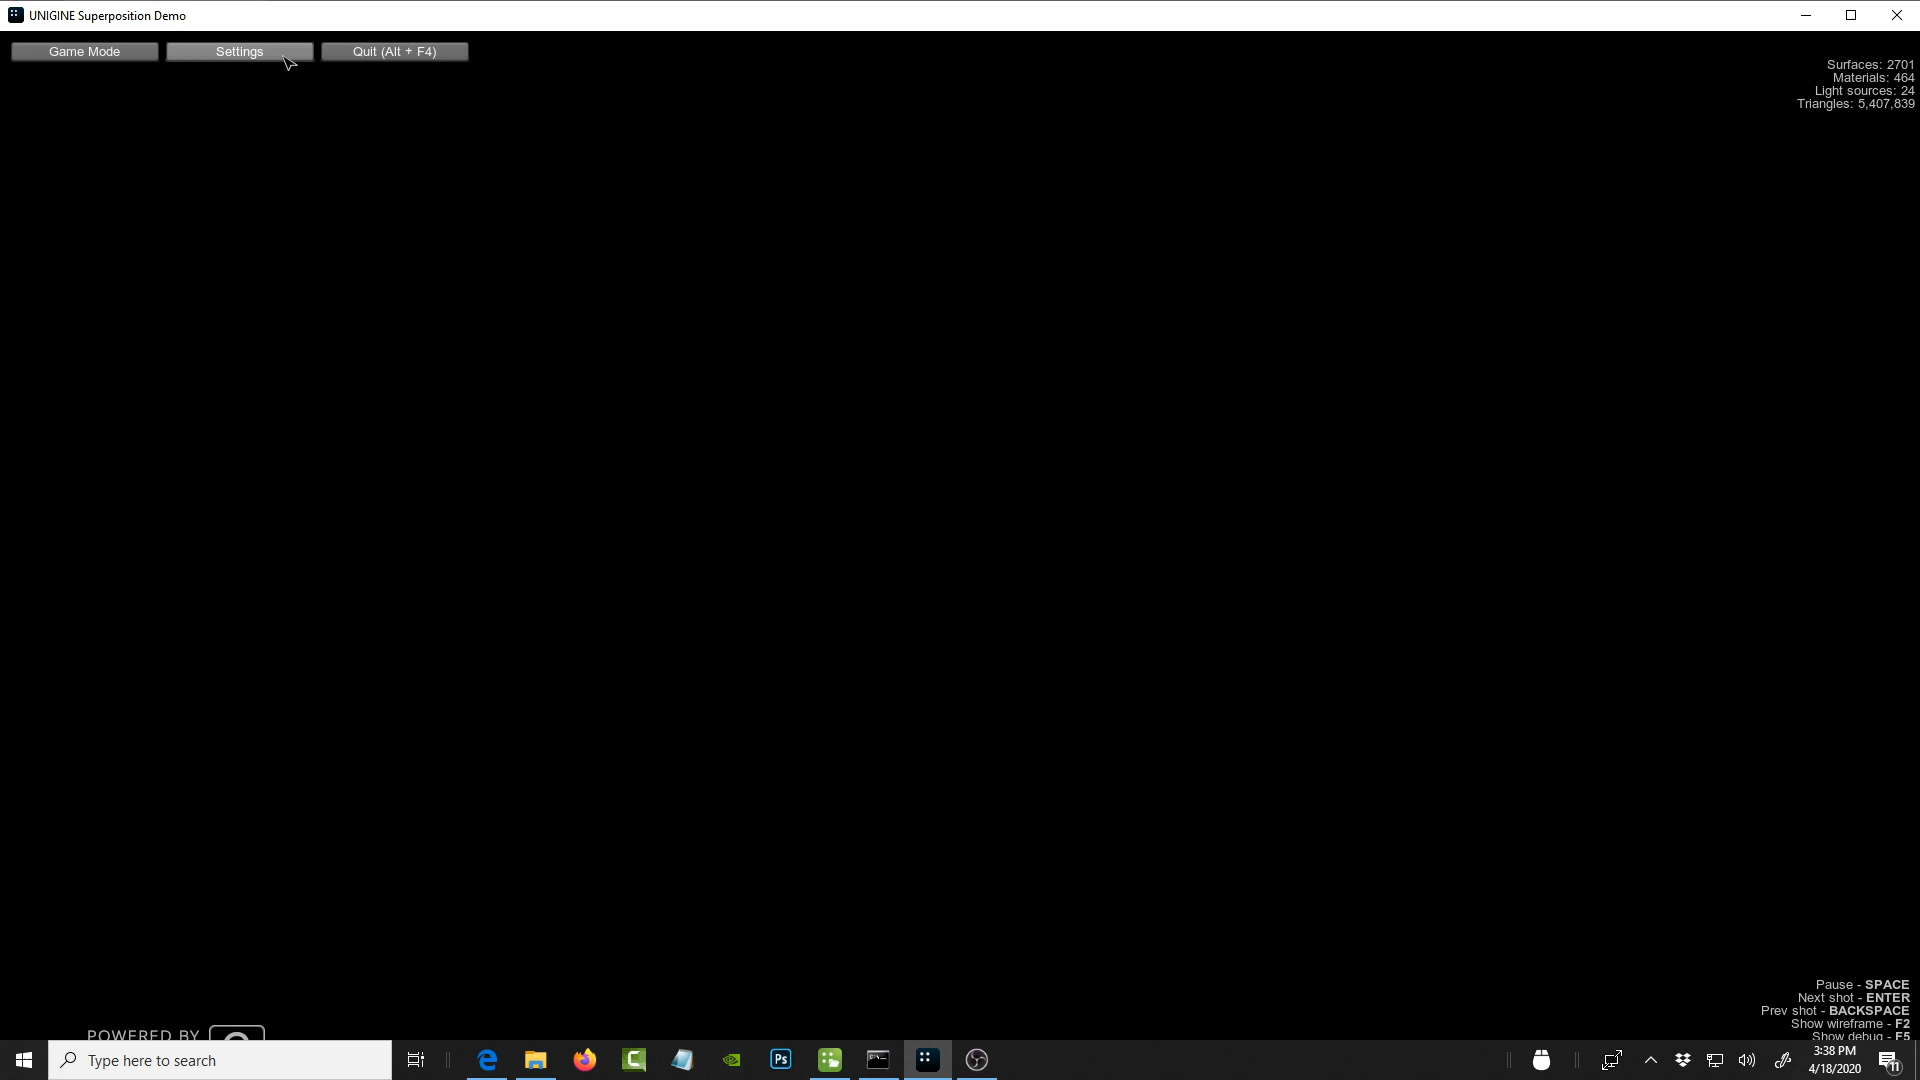 UNIGINE Superposition Demo
Game Mode
Settings
Quit (Alt + F4)
Surfaces: 2701
Materials: 464
Light sources: 24
Triangles: 5,407,839
Pause - SPACE
Next shot - ENTER
Prev shot - BACKSPACE
Show wireframe - F2
Show debug - F5
POWERED BY
Type here to search
Ps
3:38 PM
4/18/2020
11